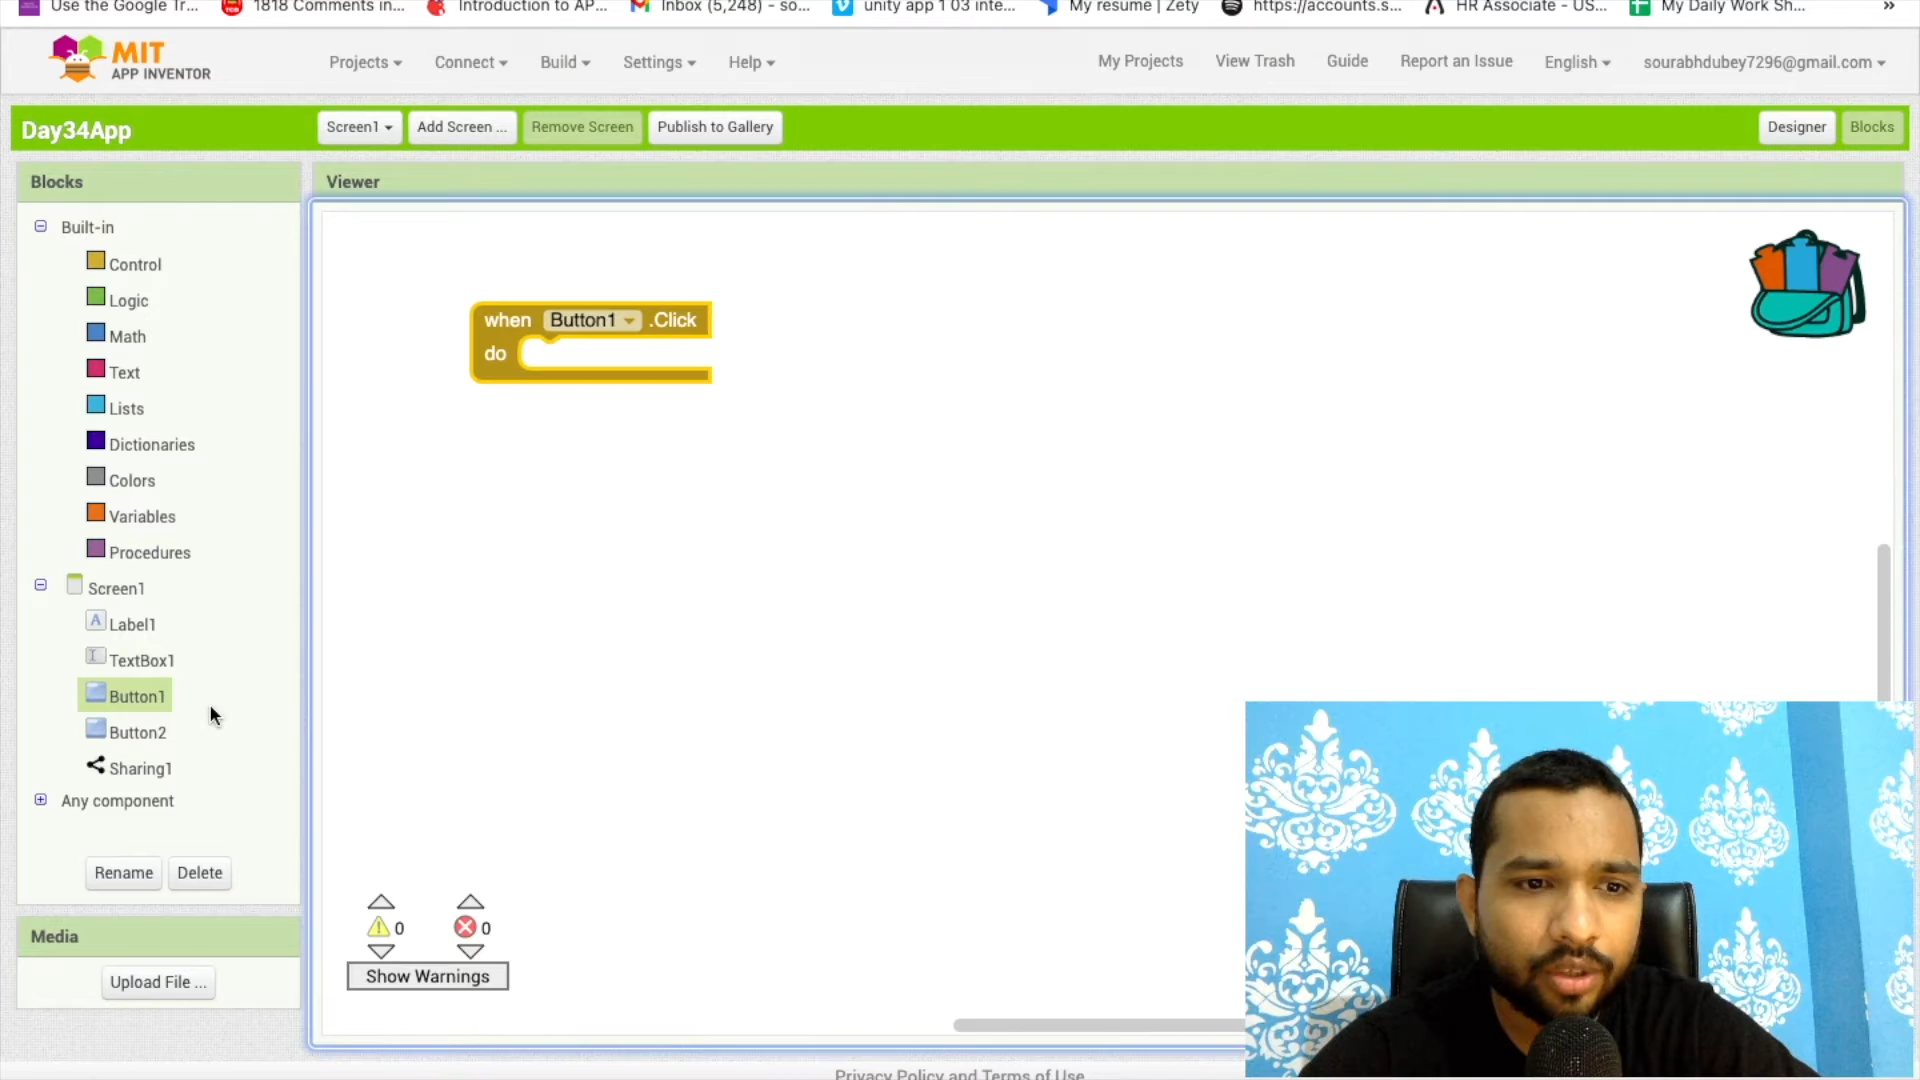 Use the Google Tr... 1818 Comments in... Introduction to AP... Inbox (5,248) – so... unity app 1 03 inte... My resume | Zety https://accounts.s... HR Associate - US... My Daily Work Sh... »
MIT
APP INVENTOR
Projects Connect Build Settings Help My Projects View Trash Guide Report an Issue English sourabhdubey7296@gmail.com
Day34App Screen1 Add Screen ... Remove Screen Publish to Gallery Designer Blocks
Blocks Viewer
Built-in
Control
Logic
Math
Text
Lists
Dictionaries
Colors
Variables
Procedures
Screen1
A Label1
TextBox1
Button1
Button2
Sharing1
Any component
Rename Delete
Media
Upload File ...
when Button1 .Click
do
0 0
Show Warnings
Privacy Policy and Terms of Use